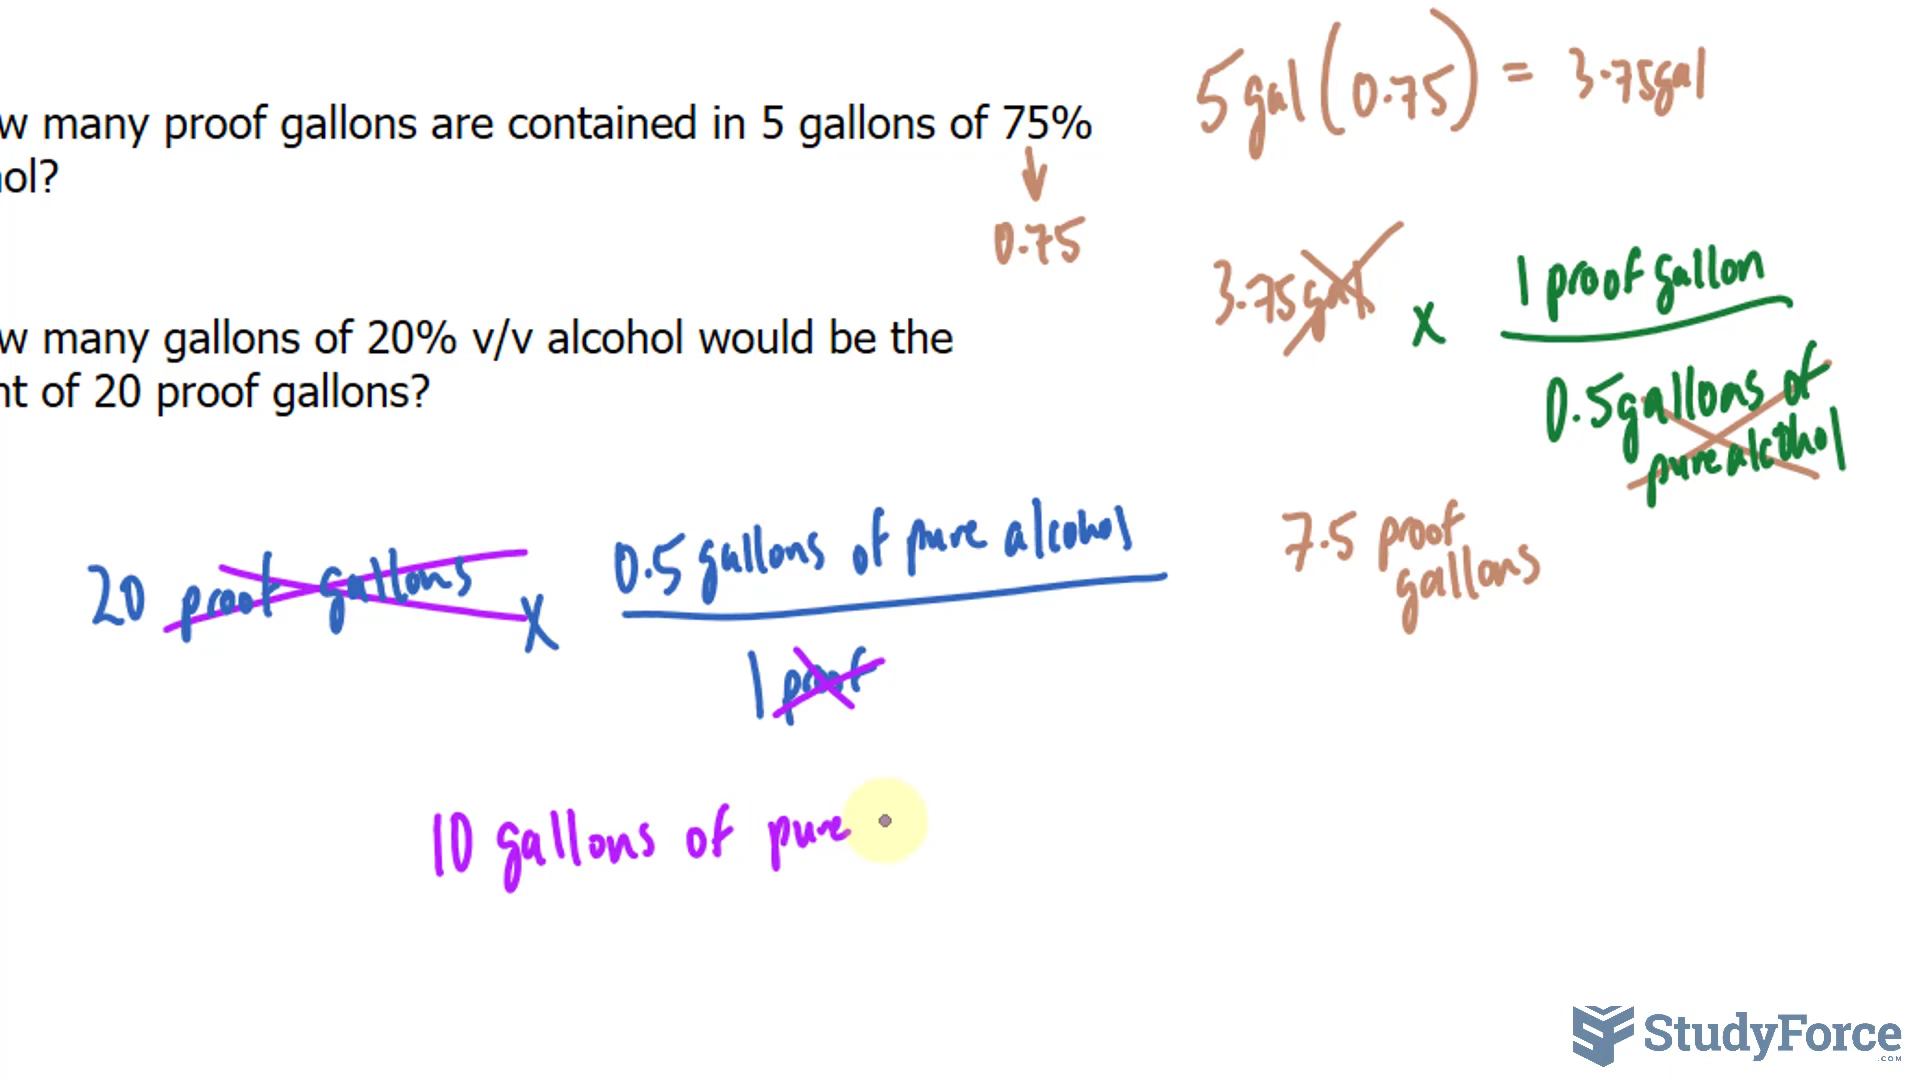 w many proof gallons are contained in 5 gallons of 75%
ol?
0.75
w many gallons of 20% v/v alcohol would be the
nt of 20 proof gallons?
5 gal (0.75) = 3.75gal
3.75 gal x 1 proof gallon
0.5 gallons of
pure alcohol
7.5 proof
gallons
20 proof gallons x 0.5 gallons of pure alcohol
1 proof
10 gallons of pure
StudyForce
.COM